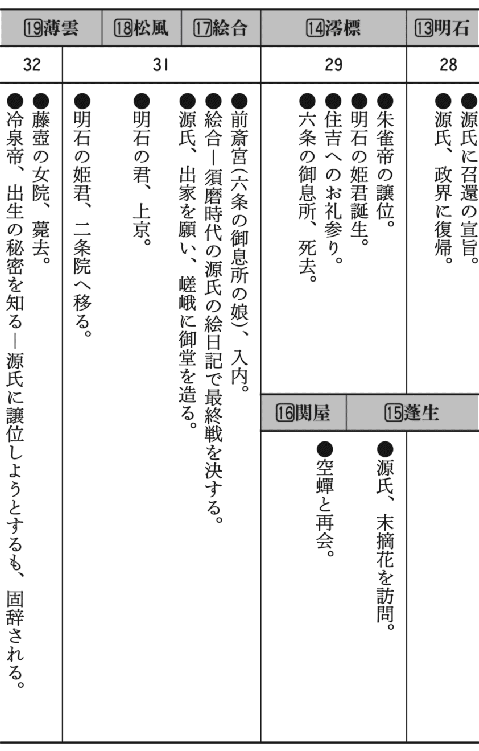 ⑬明石
28
●源氏に召還の宣旨。
●源氏、政界に復帰。
⑭澪標
29
●朱雀帝の譲位。
●明石の姫君誕生。
●住吉へのお礼参り。
●六条の御息所、死去。
⑮蓬生
●源氏、末摘花を訪問。
⑯関屋
●空蟬と再会。
⑰絵合
⑱松風
31
●前斎宮(六条の御息所の娘)、入内。
●絵合―須磨時代の源氏の絵日記で最終戦を決する。
●源氏、出家を願い、嵯峨に御堂を造る。
●明石の君、上京。
●明石の姫君、二条院へ移る。
⑲薄雲
32
●藤壺の女院、薨去。
●冷泉帝、出生の秘密を知る―源氏に譲位しようとするも、固辞される。